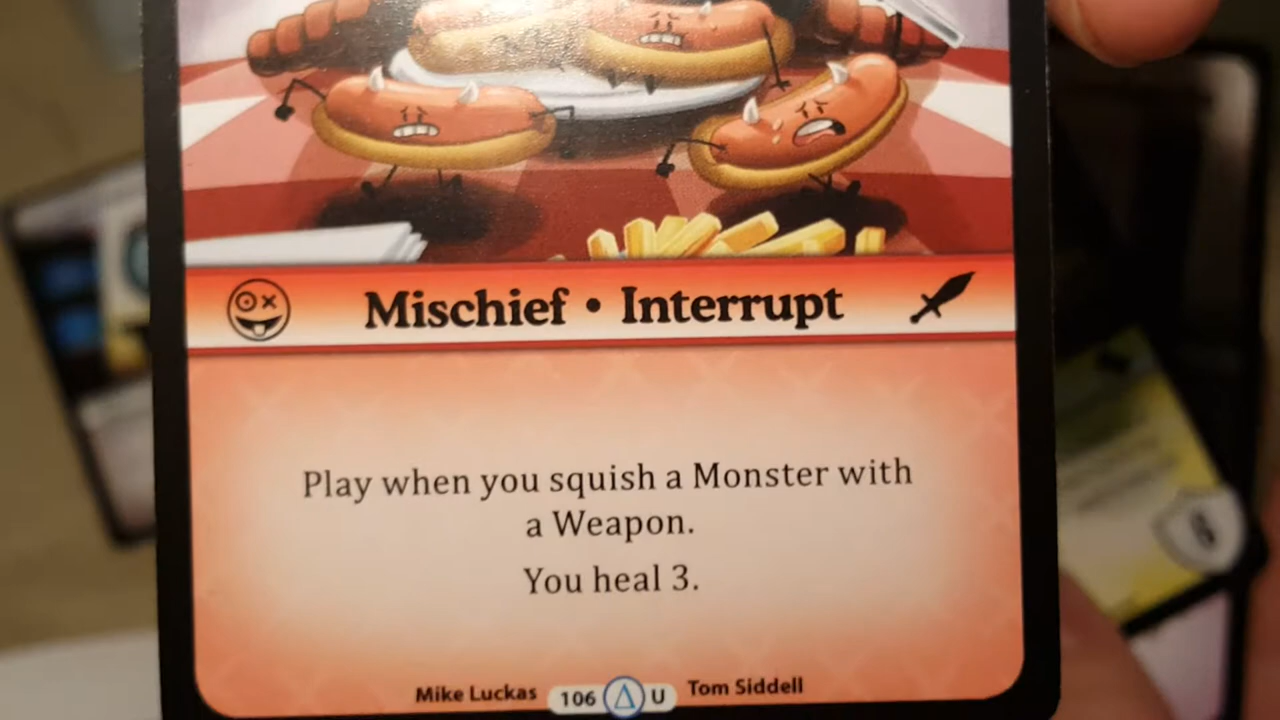 Mischief • Interrupt
Play when you squish a Monster with
a Weapon.
You heal 3.
Mike Luckas 106 U Tom Siddell